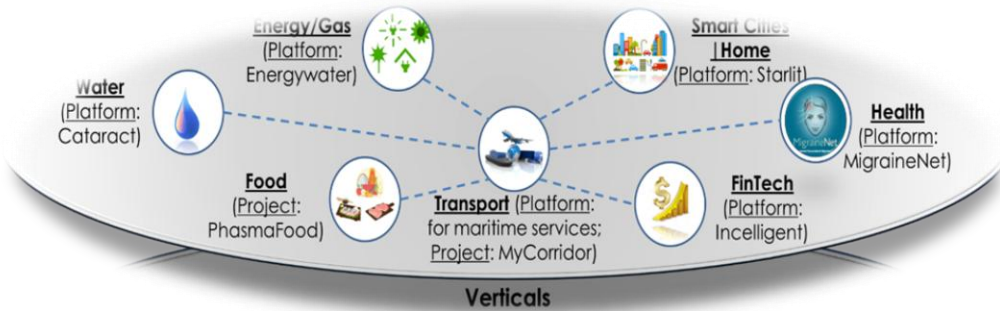 Energy/Gas
(Platform:
Energywater)
Smart Cities
|Home
(Platform: Starlit)
Water
(Platform:
Cataract)
MigraineNet
Health
(Platform:
MigraineNet)
Food
(Project:
PhasmaFood)
Transport (Platform:
for maritime services;
Project: MyCorridor)
FinTech
(Platform:
Incelligent)
Verticals